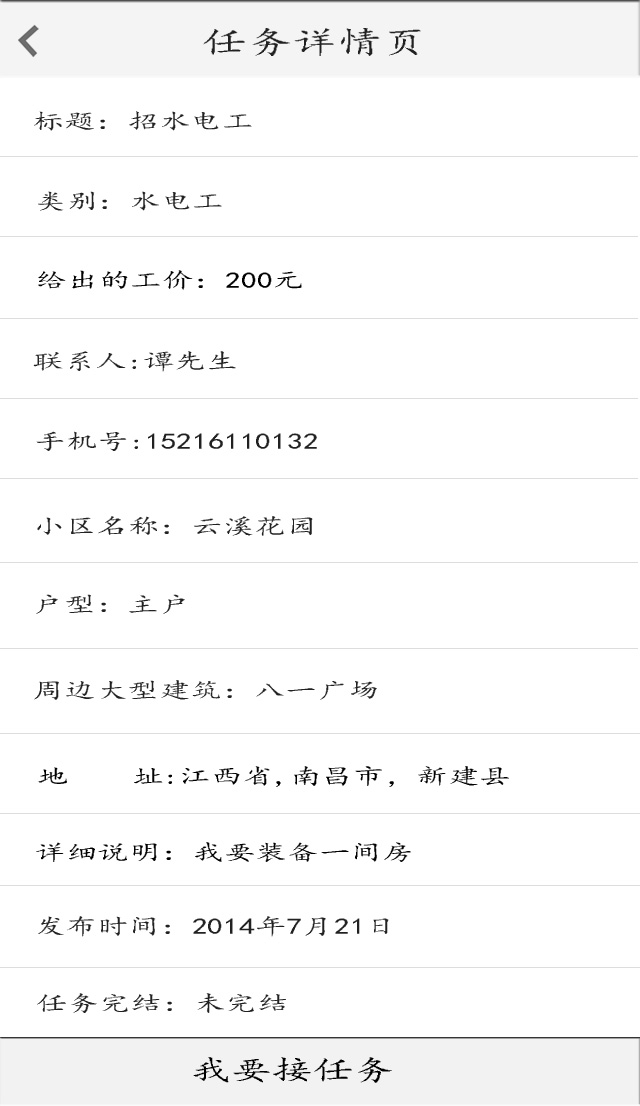 任务详情页
标题：招水电工
类别：水电工
给出的工价：200元
联系人:谭先生
手机号:15216110132
小区名称：云溪花园
户型：主户
周边大型建筑：八一广场
地　　址:江西省,南昌市，新建县
详细说明：我要装备一间房
发布时间：2014年7月21日
任务完结：未完结
我要接任务